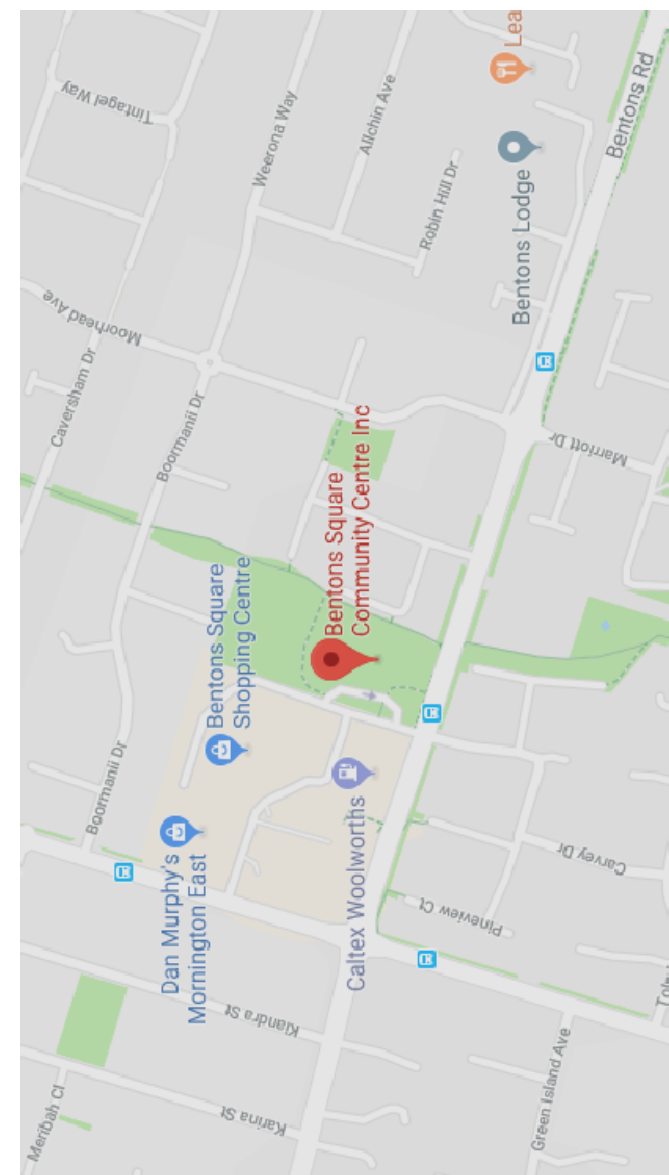 Tintagel Way
Weerona Way
Allchin Ave
Robin Hill Dr
Lea
Bentons Rd
Bentons Lodge
Moorhead Ave
Caversham Dr
Boormanii Dr
Marriott Dr
Bentons Square
Community Centre Inc
Bentons Square
Shopping Centre
Boormanii Dr
Dan Murphy's
Mornington East
Caltex Woolworths
Carvey Dr
Pineview Ct
Kiandra St
Karina St
Meribah Cl
Green Island Ave